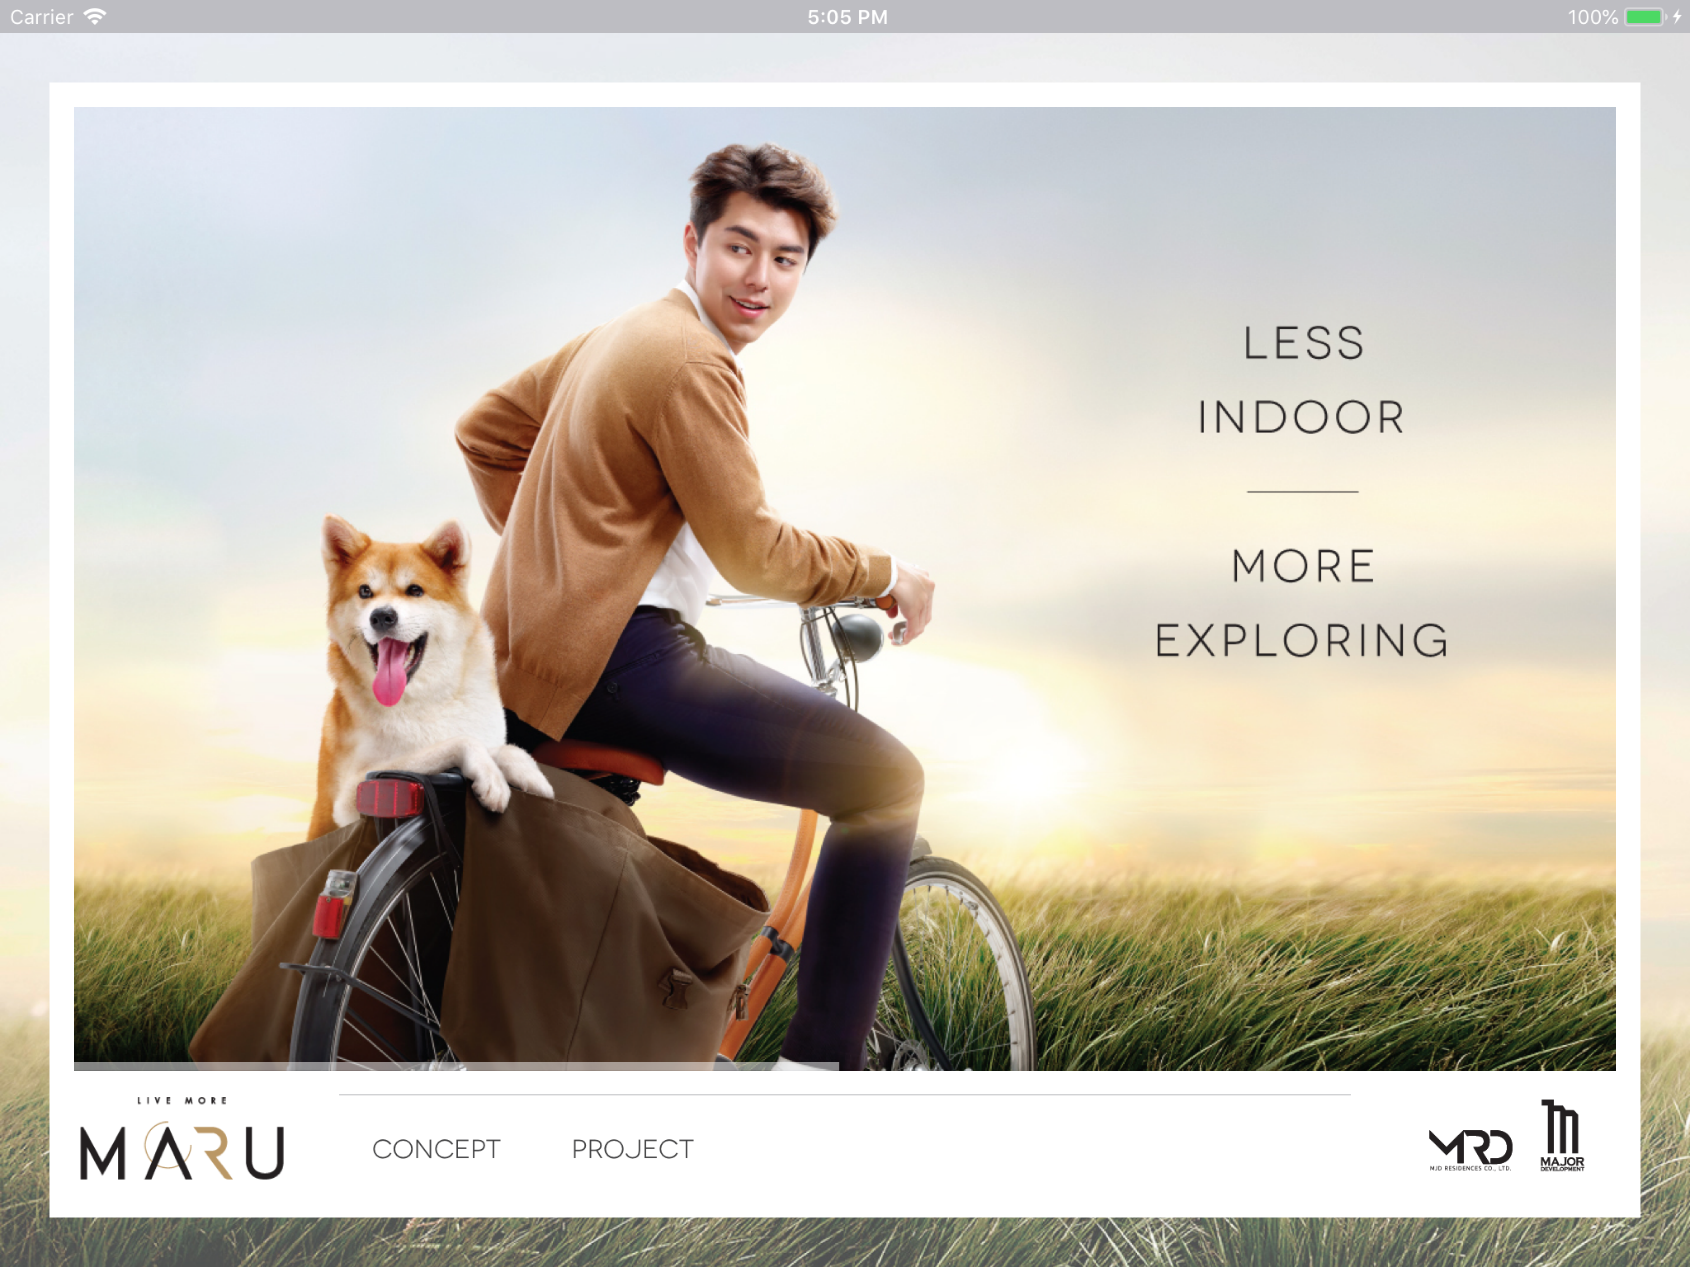 Carrier 5:05 PM 100%
LESS
INDOOR
MORE
EXPLORING
LIVE MORE
MARU
CONCEPT PROJECT
MRD
MJD RESIDENCES CO., LTD.
MAJOR
DEVELOPMENT